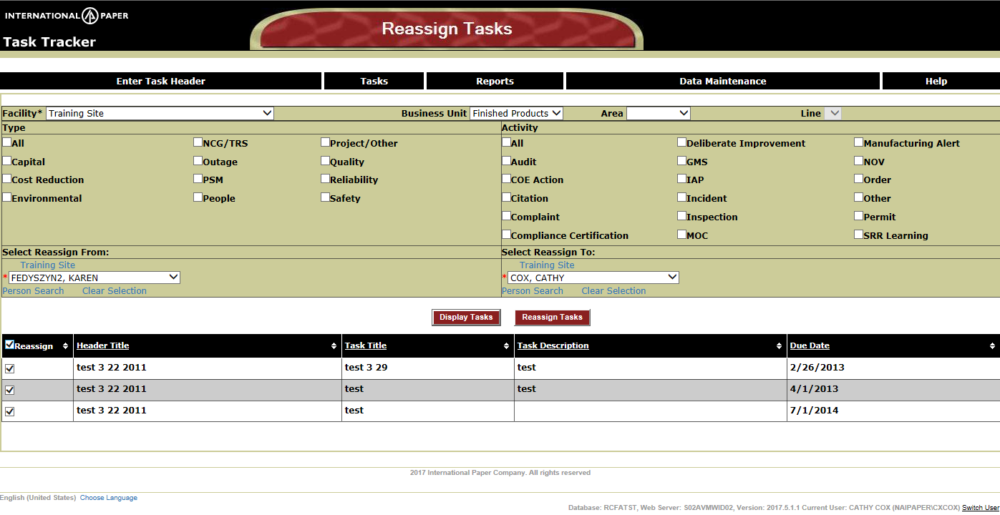 INTERNATIONAL PAPER
Task Tracker
Reassign Tasks
Enter Task Header Tasks Reports Data Maintenance Help
Facility* Training Site Business Unit Finished Products Area Line
Type Activity
All NCG/TRS Project/Other All Deliberate Improvement Manufacturing Alert
Capital Outage Quality Audit GMS NOV
Cost Reduction PSM Reliability COE Action IAP Order
Environmental People Safety Citation Incident Other
Complaint Inspection Permit
Compliance Certification MOC SRR Learning
Select Reassign From: Select Reassign To:
Training Site Training Site
* FEDYSZYN2, KAREN * COX, CATHY
Person Search Clear Selection Person Search Clear Selection
Display Tasks Reassign Tasks
Reassign Header Title Task Title Task Description Due Date
test 3 22 2011 test 3 29 test 2/26/2013
test 3 22 2011 test test 4/1/2013
test 3 22 2011 test 7/1/2014
2017 International Paper Company. All rights reserved
English (United States) Choose Language
Database: RCFATST, Web Server: S02AVMWID02, Version: 2017.5.1.1 Current User: CATHY COX (NAIPAPER\CXCOX) Switch User